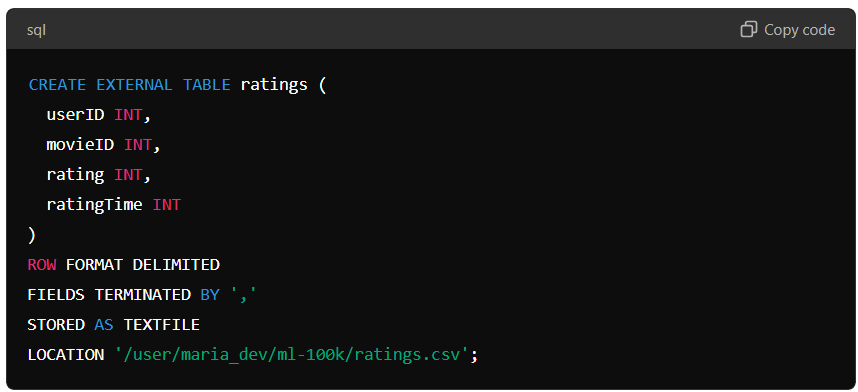 sql
Copy code
CREATE EXTERNAL TABLE ratings (
  userID INT,
  movieID INT,
  rating INT,
  ratingTime INT
)
ROW FORMAT DELIMITED
FIELDS TERMINATED BY ','
STORED AS TEXTFILE
LOCATION '/user/maria_dev/ml-100k/ratings.csv';